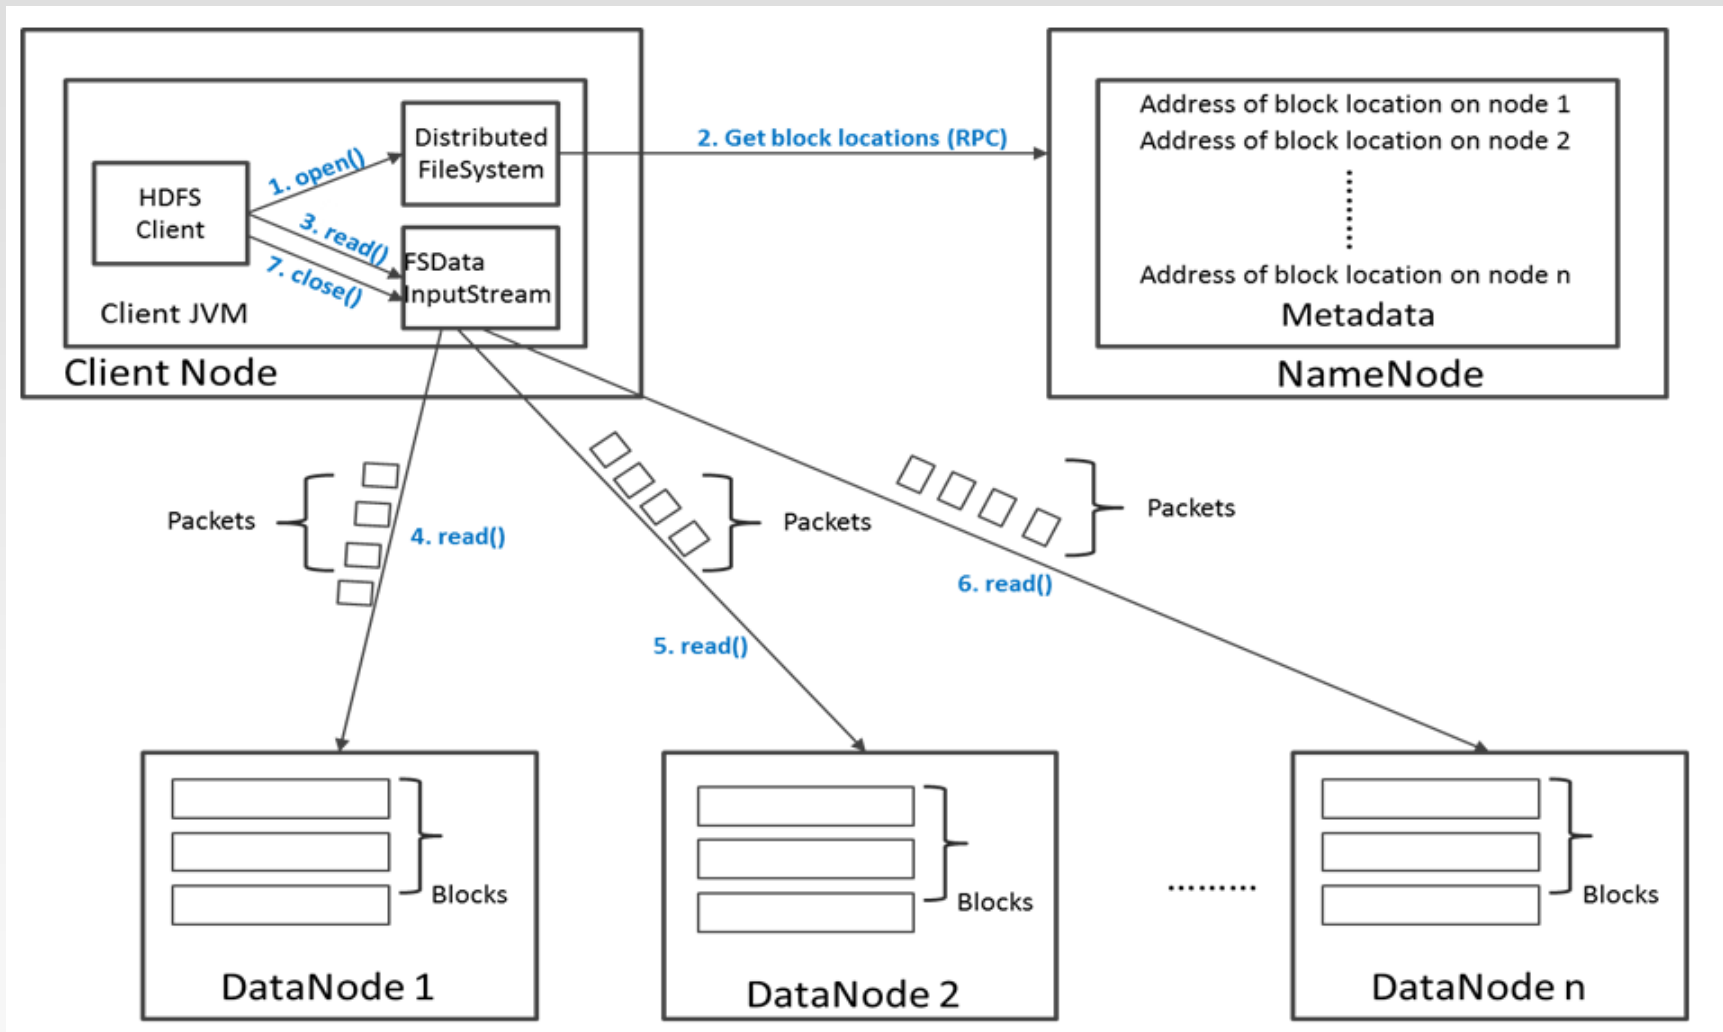 Distributed
FileSystem
HDFS
Client
1. open()
3. read()
7. close()
FSData
InputStream
Client JVM
Client Node
2. Get block locations (RPC)
Address of block location on node 1
Address of block location on node 2
Address of block location on node n
Metadata
NameNode
Packets
4. read()
Packets
5. read()
Packets
6. read()
Blocks
DataNode 1
Blocks
DataNode 2
.........
Blocks
DataNode n